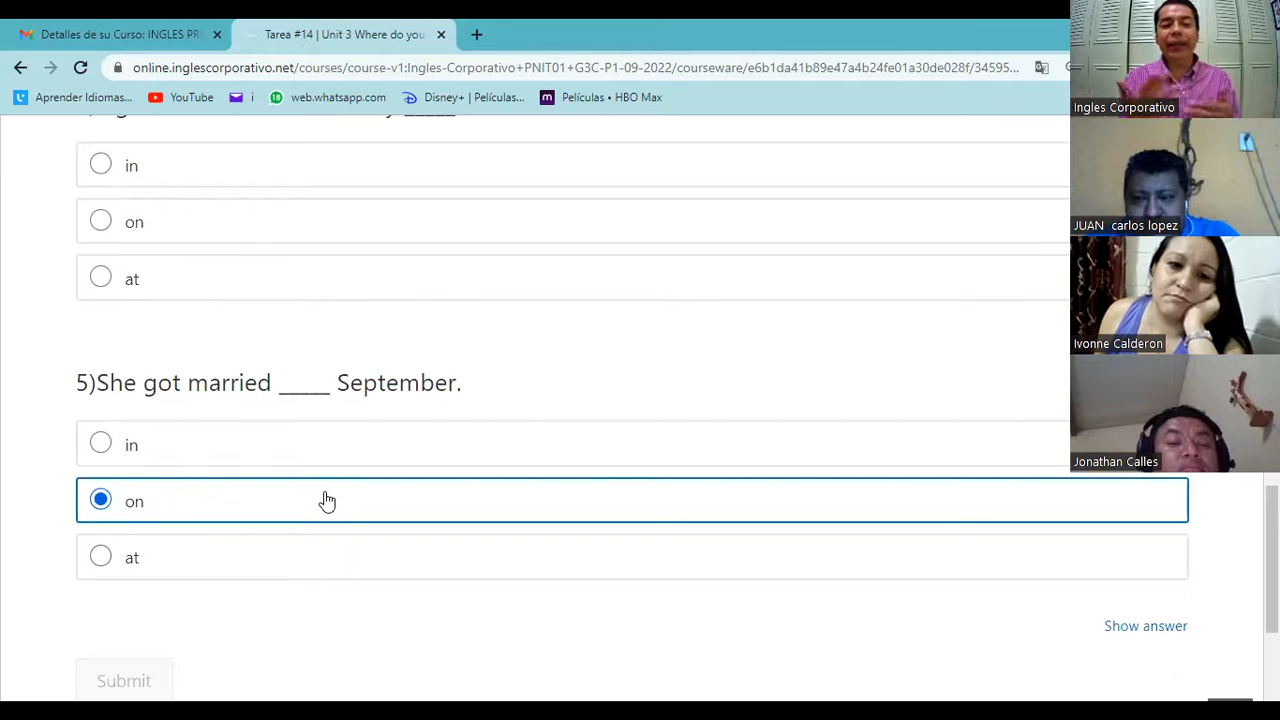 Detalles de su Curso: INGLES PRI
Tarea #14 | Unit 3 Where do you
online.inglescorporativo.net/courses/course-v1:Ingles-Corporativo+PNIT01+G3C-P1-09-2022/courseware/e6b1da41b89e47a4b24fe01a30de028f/34595...
Aprender Idiomas...
YouTube
i
web.whatsapp.com
Disney+ | Películas...
Películas • HBO Max
in
on
at
5)She got married _____ September.
in
on
at
Show answer
Submit
Ingles Corporativo
JUAN carlos lopez
Ivonne Calderon
Jonathan Calles